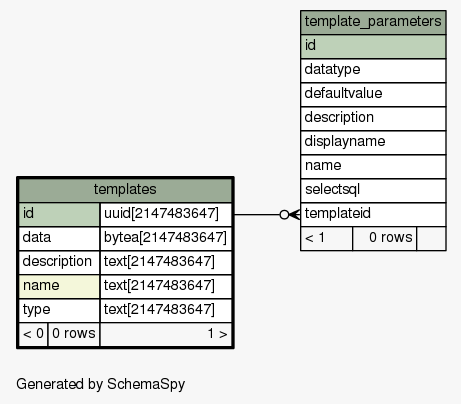 template_parameters
id
datatype
defaultvalue
description
displayname
name
selectsql
templateid
< 1 0 rows
templates
id uuid[2147483647]
data bytea[2147483647]
description text[2147483647]
name text[2147483647]
type text[2147483647]
< 0 0 rows 1 >
Generated by SchemaSpy